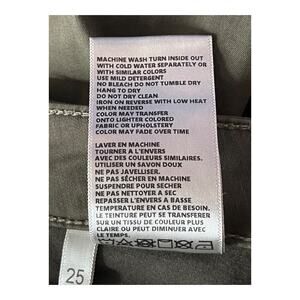 MACHINE WASH TURN INSIDE OUT
WITH COLD WATER SEPARATELY OR
WITH SIMILAR COLORS
USE MILD DETERGENT
NO BLEACH DO NOT TUMBLE DRY
HANG TO DRY
DO NOT DRY CLEAN
IRON ON REVERSE WITH LOW HEAT
WHEN NEEDED
COLOR MAY TRANSFER
ONTO LIGHTER COLORED
FABRIC OR UPHOLSTERY
COLOR MAY FADE OVER TIME
LAVER EN MACHINE
TOURNER A L'ENVERS
AVEC DES COULEURS SIMILAIRES.
UTILISER UN SAVON DOUX
NE PAS JAVELLISER.
NE PAS SÉCHER EN MACHINE
SUSPENDRE POUR SECHER
NE PAS NETTOYER A SEC
REPASSER L'ENVERS A BASSE
TEMPERATURE EN CAS DE BESOIN.
LE TEINTURE PEUT SE TRANSFERER
SUR UN TISSU DE COULEUR PLUS
CLAIRE OU PEUT DIMINUER
AVEC LE TEMPS
25